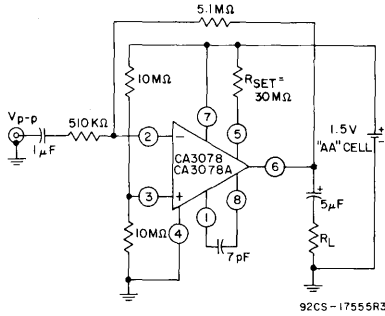 5.1MΩ
10MΩ
RSET=
30MΩ
Vp-p
510KΩ
1μF
7
5
1.5V
"AA" CELL
+
-
2
-
CA3078
CA3078A
6
3
+
+
5μF
4
1
8
10MΩ
7pF
RL
92CS-17555R3